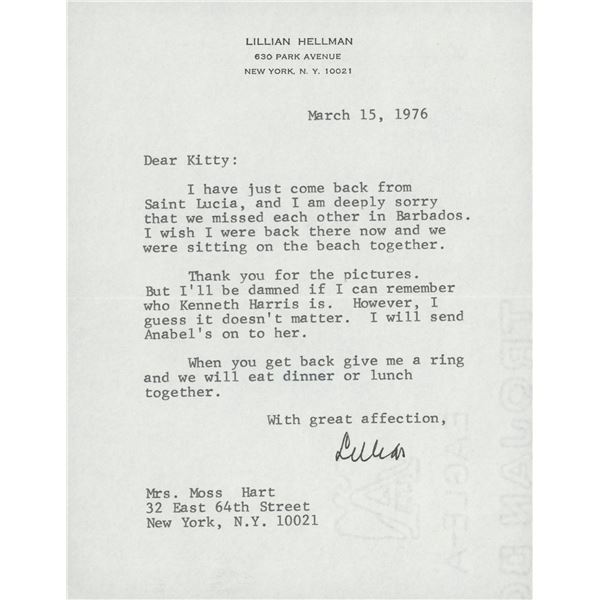 LILLIAN HELLMAN
630 PARK AVENUE
NEW YORK, N. Y. 10021
March 15, 1976
Dear Kitty:
I have just come back from
Saint Lucia, and I am deeply sorry
that we missed each other in Barbados.
I wish I were back there now and we
were sitting on the beach together.
Thank you for the pictures.
But I'll be damned if I can remember
who Kenneth Harris is. However, I
guess it doesn't matter. I will send
Anabel's on to her.
When you get back give me a ring
and we will eat dinner or lunch
together.
With great affection,
Lillian
Mrs. Moss Hart
32 East 64th Street
New York, N.Y. 10021
TROJAN BO
EAGLE-A